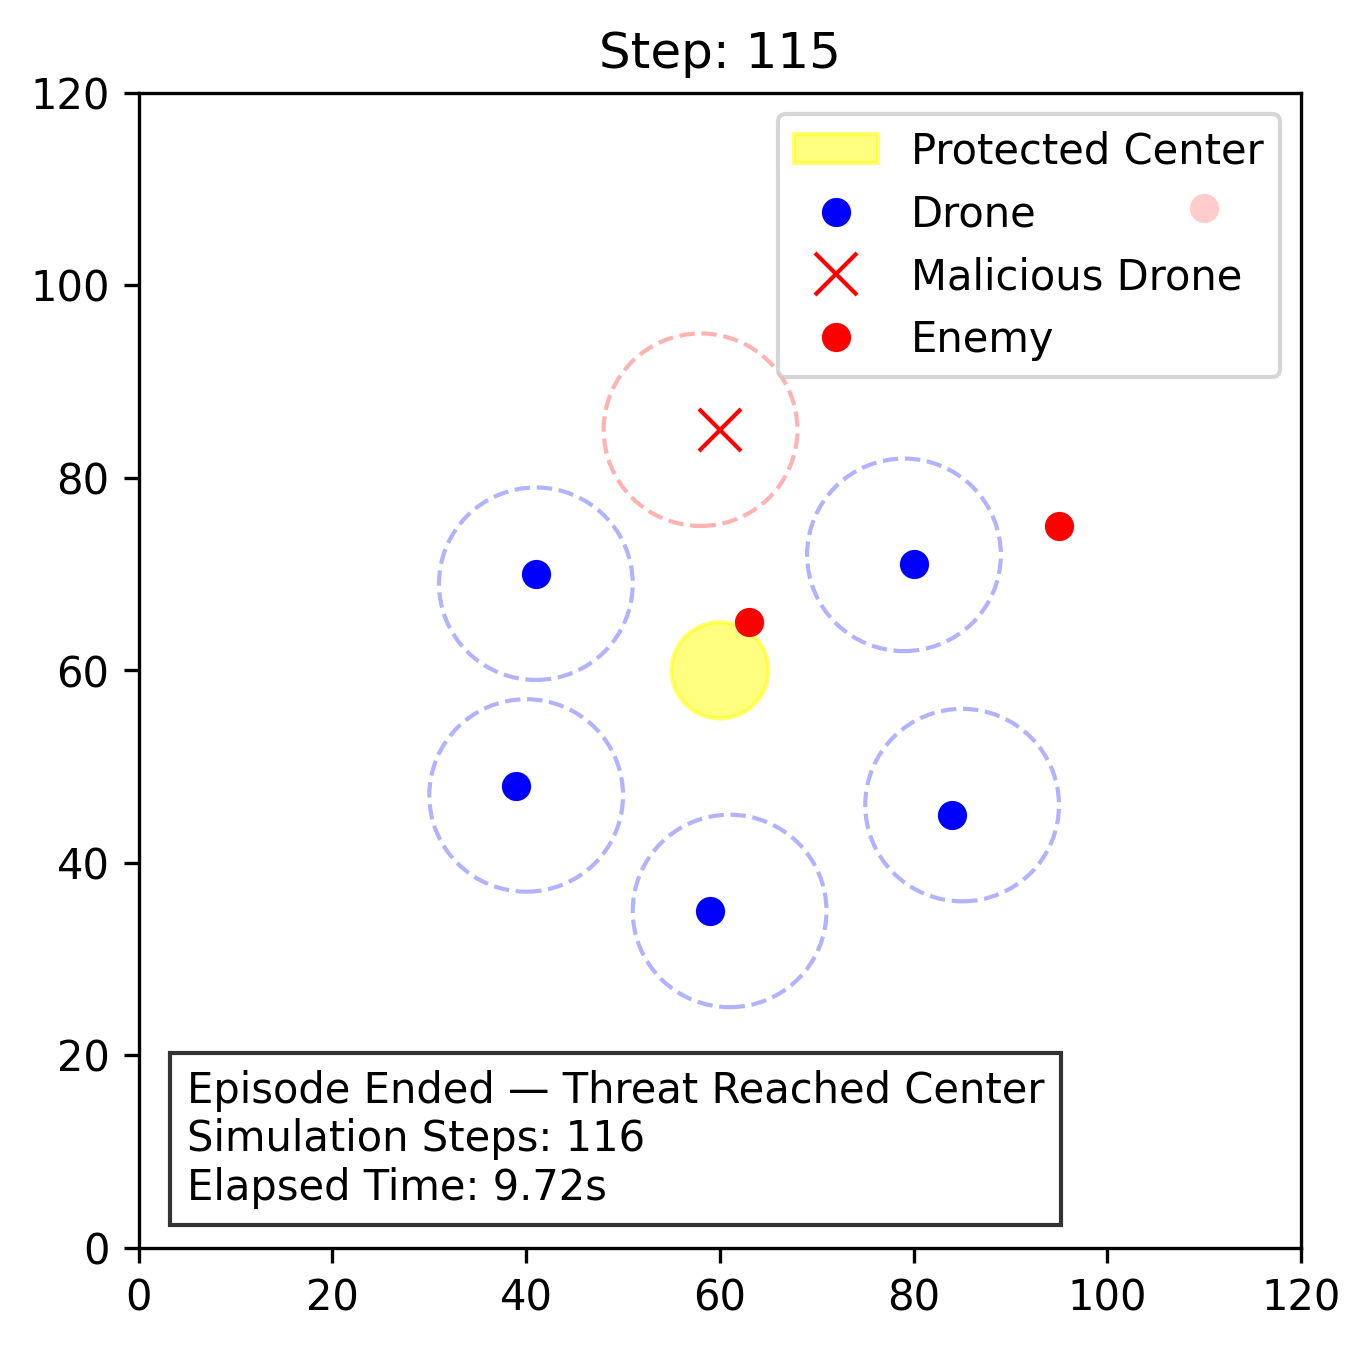 Step: 115
120
100
80
60
40
20
0
0 20 40 60 80 100 120
Protected Center
Drone
Malicious Drone
Enemy
Episode Ended — Threat Reached Center
Simulation Steps: 116
Elapsed Time: 9.72s